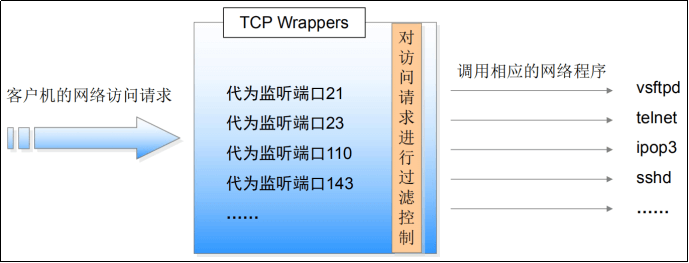 TCP Wrappers
客户机的网络访问请求
代为监听端口21
代为监听端口23
代为监听端口110
代为监听端口143
......
对访问请求进行过滤控制
调用相应的网络程序
vsftpd
telnet
ipop3
sshd
......